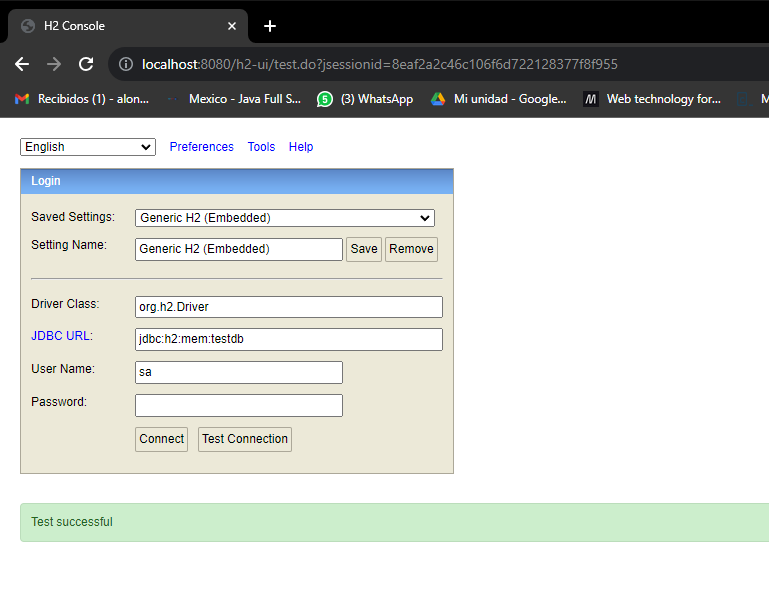 H2 Console
localhost:8080/h2-ui/test.do?jsessionid=8eaf2a2c46c106f6d722128377f8f955
Recibidos (1) - alon... Mexico - Java Full S... (3) WhatsApp Mi unidad - Google... Web technology for... M
English Preferences Tools Help
Login
Saved Settings: Generic H2 (Embedded)
Setting Name: Generic H2 (Embedded) Save Remove
Driver Class: org.h2.Driver
JDBC URL: jdbc:h2:mem:testdb
User Name: sa
Password:
Connect Test Connection
Test successful